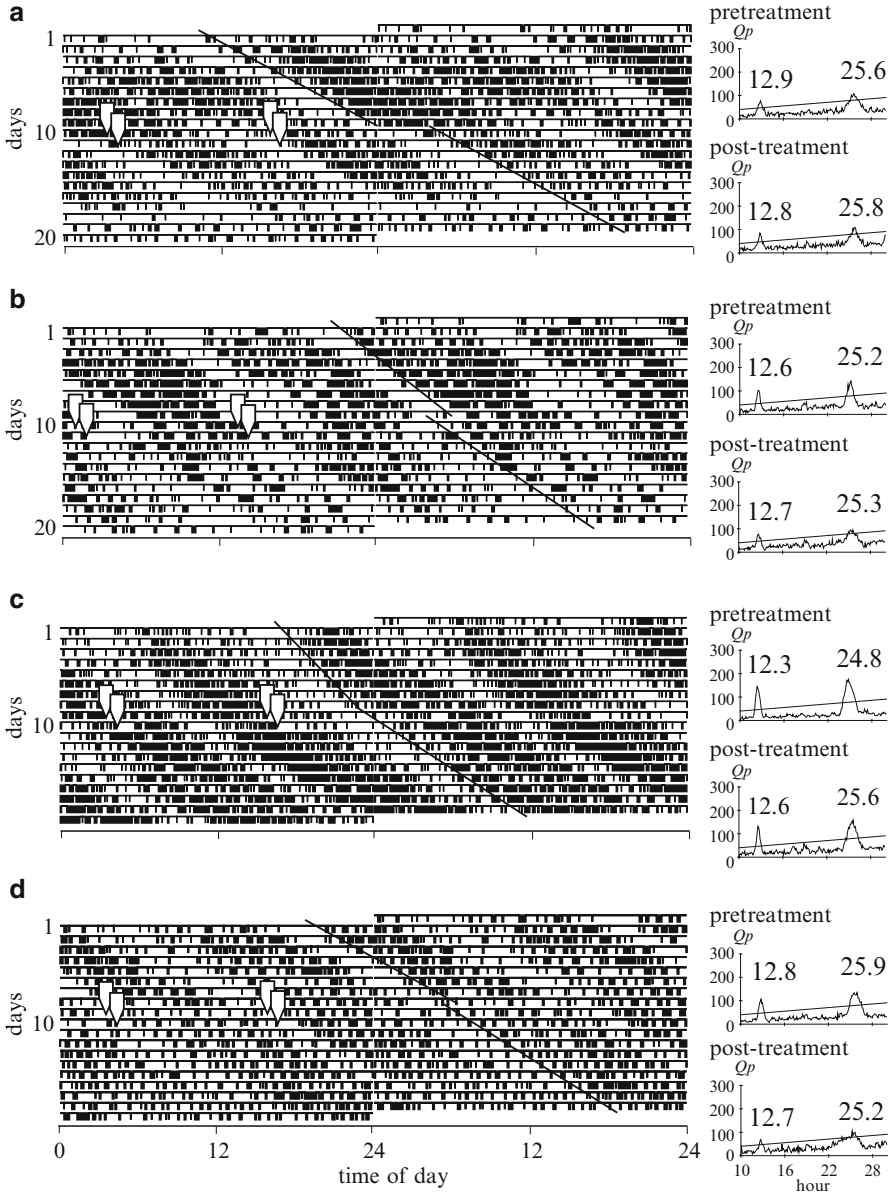 a
pretreatment
Qp
300
200
100
0
12.9
25.6
post-treatment
Qp
300
200
100
0
12.8
25.8
1
10
20
days
b
pretreatment
Qp
300
200
100
0
12.6
25.2
post-treatment
Qp
300
200
100
0
12.7
25.3
1
10
20
days
c
pretreatment
Qp
300
200
100
0
12.3
24.8
post-treatment
Qp
300
200
100
0
12.6
25.6
1
10
days
d
pretreatment
Qp
300
200
100
0
12.8
25.9
post-treatment
Qp
300
200
100
0
12.7
25.2
10 16 22 28
hour
1
10
days
0 12 24 12 24
time of day